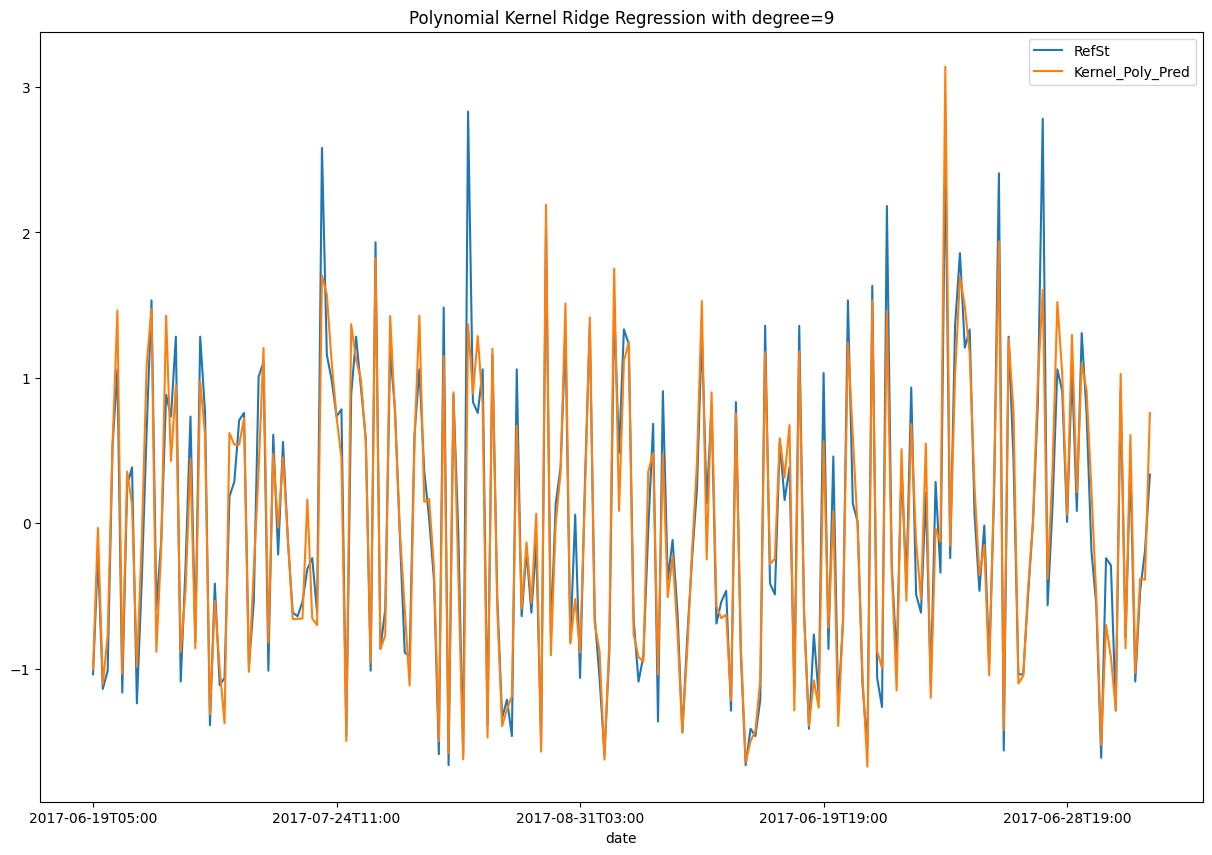 Polynomial Kernel Ridge Regression with degree=9
RefSt
Kernel_Poly_Pred
3
2
1
0
−1
2017-06-19T05:00
2017-07-24T11:00
2017-08-31T03:00
2017-06-19T19:00
2017-06-28T19:00
date